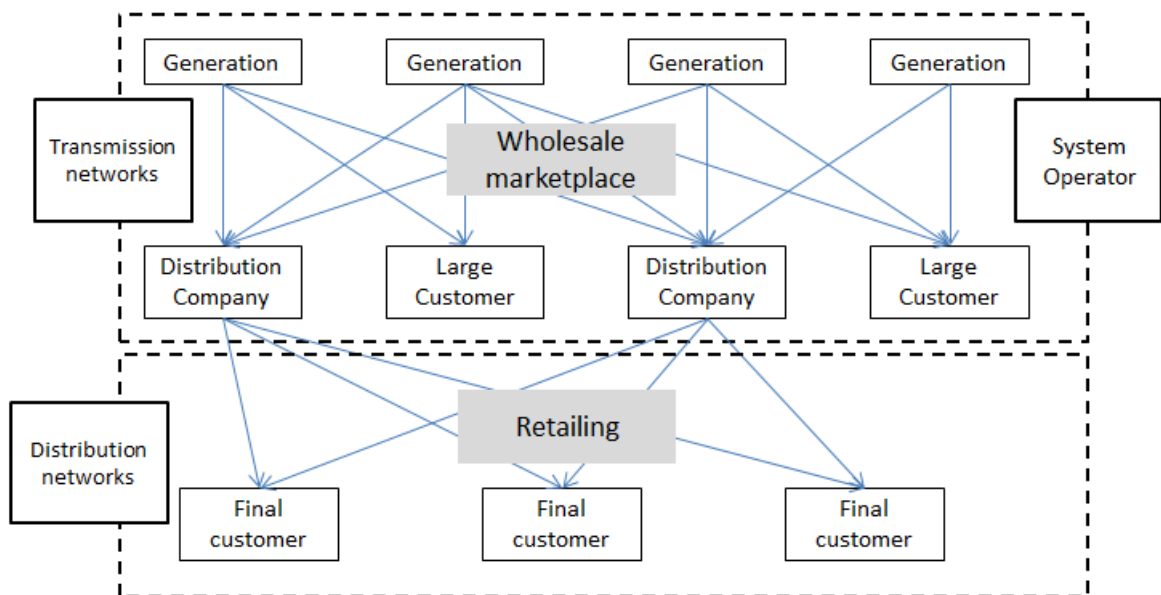 Generation
Generation
Generation
Generation
Transmission
networks
Wholesale
marketplace
System
Operator
Distribution
Company
Large
Customer
Distribution
Company
Large
Customer
Distribution
networks
Retailing
Final
customer
Final
customer
Final
customer